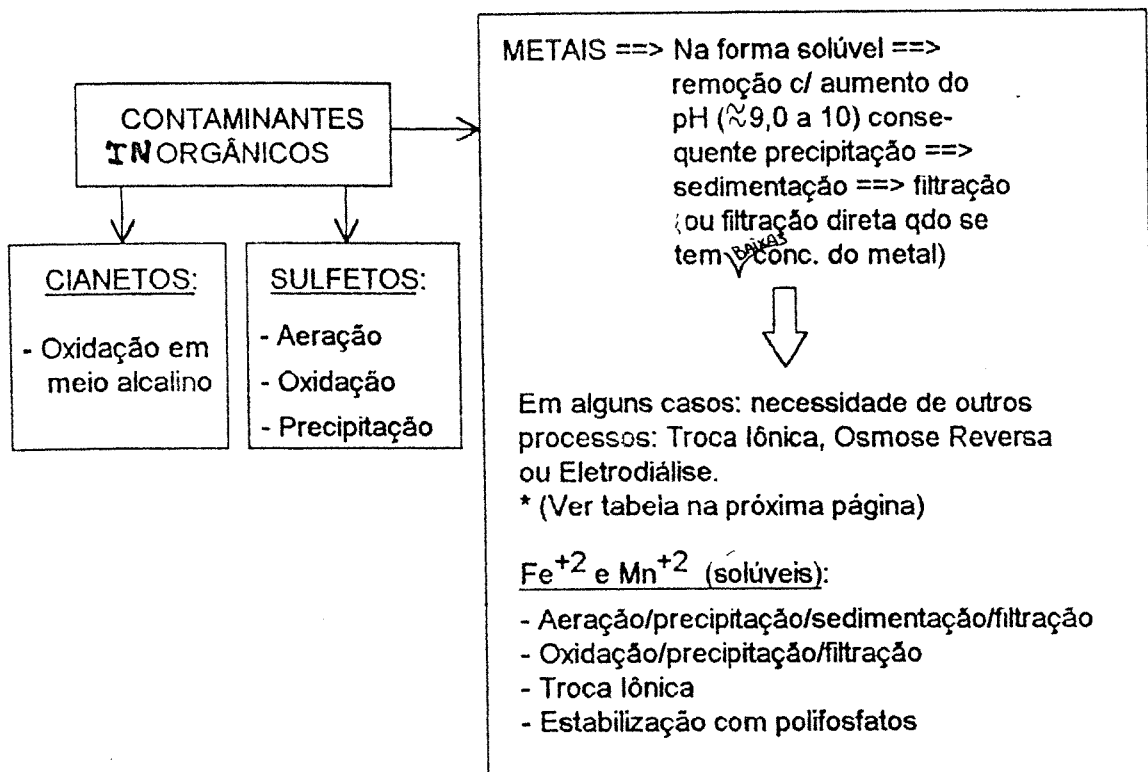 CONTAMINANTES
INORGÂNICOS
CIANETOS:
- Oxidação em
meio alcalino
SULFETOS:
- Aeração
- Oxidação
- Precipitação
METAIS ==> Na forma solúvel ==>
remoção c/ aumento do
pH (≈9,0 a 10) conse-
quente precipitação ==>
sedimentação ==> filtração
(ou filtração direta qdo se
tem BAIXAS conc. do metal)
Em alguns casos: necessidade de outros
processos: Troca Iônica, Osmose Reversa
ou Eletrodiálise.
* (Ver tabela na próxima página)
Fe+2 e Mn+2 (solúveis):
- Aeração/precipitação/sedimentação/filtração
- Oxidação/precipitação/filtração
- Troca Iônica
- Estabilização com polifosfatos